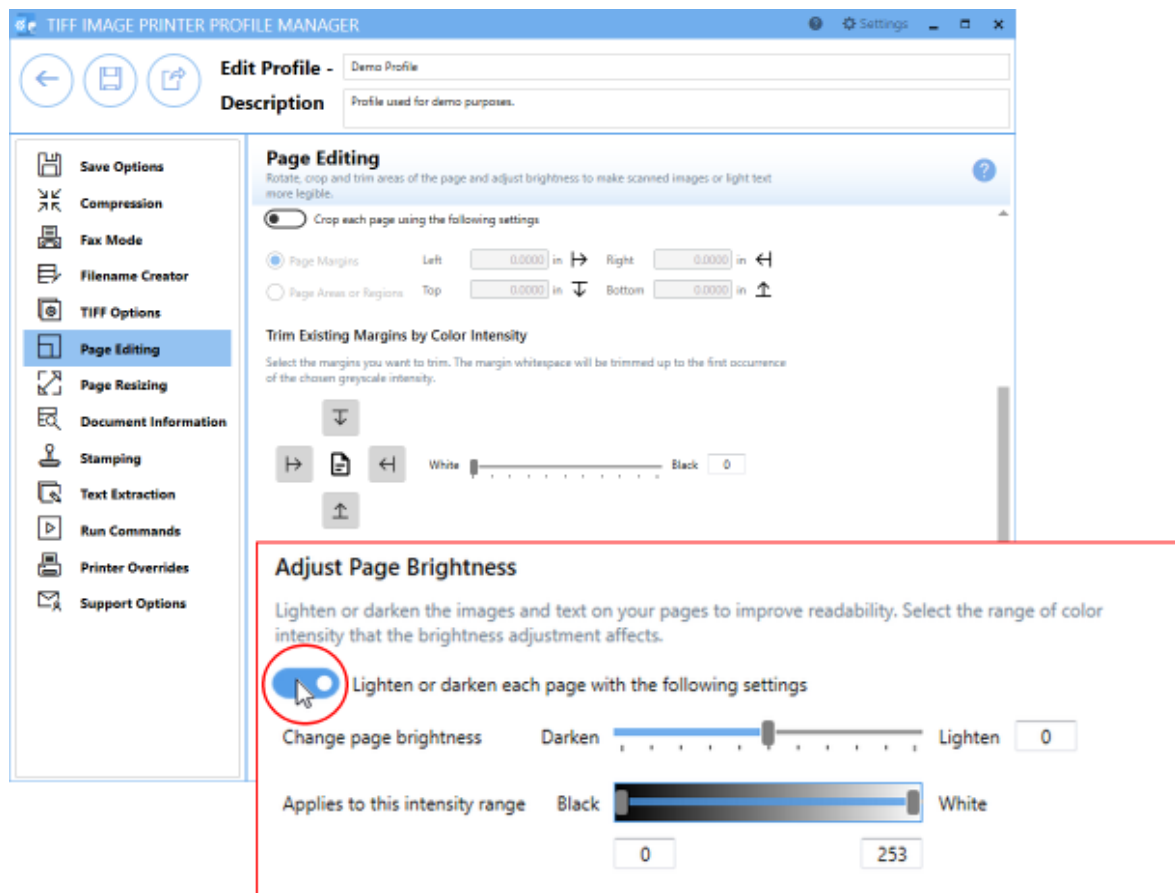 TIFF IMAGE PRINTER PROFILE MANAGER
Settings
Edit Profile - Demo Profile
Description Profile used for demo purposes.
Save Options
Compression
Fax Mode
Filename Creator
TIFF Options
Page Editing
Page Resizing
Document Information
Stamping
Text Extraction
Run Commands
Printer Overrides
Support Options
Page Editing
Rotate, crop and trim areas of the page and adjust brightness to make scanned images or light text
more legible.
?
Crop each page using the following settings
Page Margins Left 0.0000 in Right 0.0000 in
Page Areas or Regions Top 0.0000 in Bottom 0.0000 in
Trim Existing Margins by Color Intensity
Select the margins you want to trim. The margin whitespace will be trimmed up to the first occurrence
of the chosen greyscale intensity.
White Black 0
Adjust Page Brightness
Lighten or darken the images and text on your pages to improve readability. Select the range of color
intensity that the brightness adjustment affects.
Lighten or darken each page with the following settings
Change page brightness Darken Lighten 0
Applies to this intensity range Black White
0 253